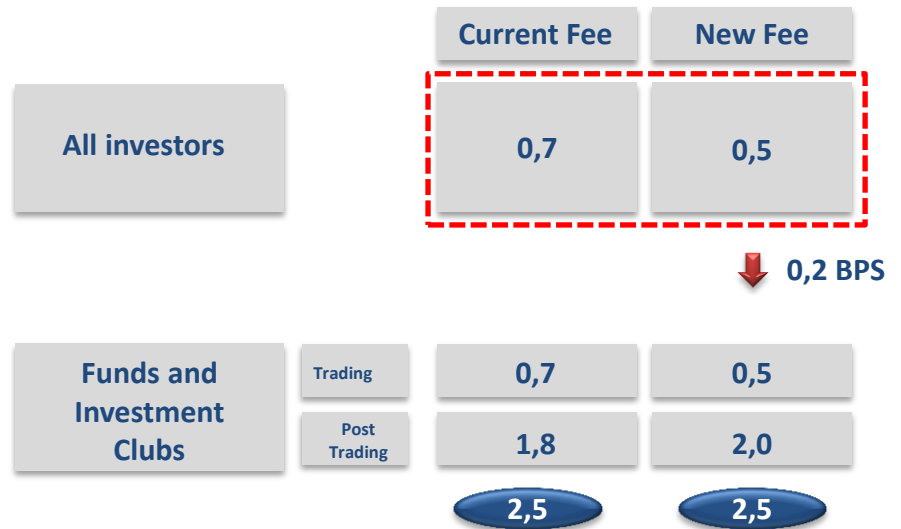 Current Fee New Fee
All investors 0,7 0,5
0,2 BPS
Funds and
Investment
Clubs
Trading 0,7 0,5
Post
Trading
1,8 2,0
2,5 2,5